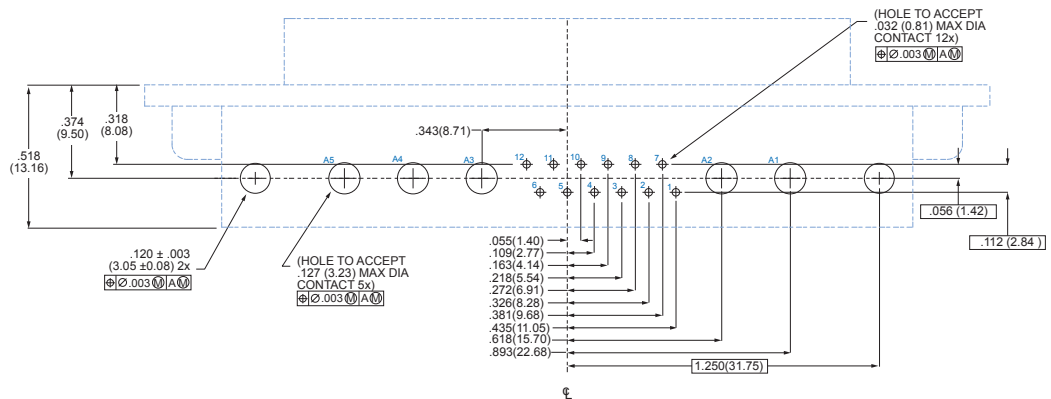 (HOLE TO ACCEPT
.032 (0.81) MAX DIA
CONTACT 12x)
⌖ Ø.003 Ⓜ A Ⓜ
.374
(9.50)
.318
(8.08)
.518
(13.16)
.343(8.71)
A5 A4 A3 12 11 10 9 8 7 A2 A1
6 5 4 3 2 1
.056 (1.42)
.112 (2.84 )
.120 ± .003
(3.05 ±0.08) 2x
⌖ Ø.003 Ⓜ A Ⓜ
(HOLE TO ACCEPT
.127 (3.23) MAX DIA
CONTACT 5x)
⌖ Ø.003 Ⓜ A Ⓜ
.055(1.40)
.109(2.77)
.163(4.14)
.218(5.54)
.272(6.91)
.326(8.28)
.381(9.68)
.435(11.05)
.618(15.70)
.893(22.68)
1.250(31.75)
℄